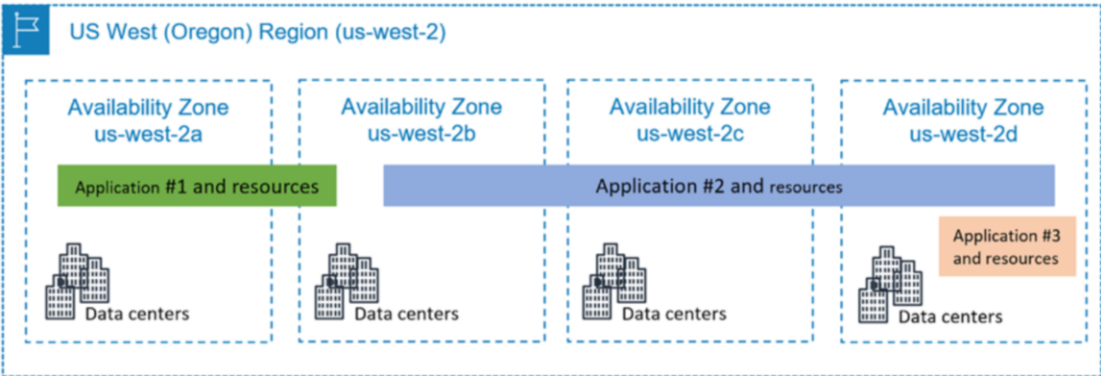 US West (Oregon) Region (us-west-2)
Availability Zone
us-west-2a
Availability Zone
us-west-2b
Availability Zone
us-west-2c
Availability Zone
us-west-2d
Application #1 and resources
Application #2 and resources
Application #3
and resources
Data centers
Data centers
Data centers
Data centers